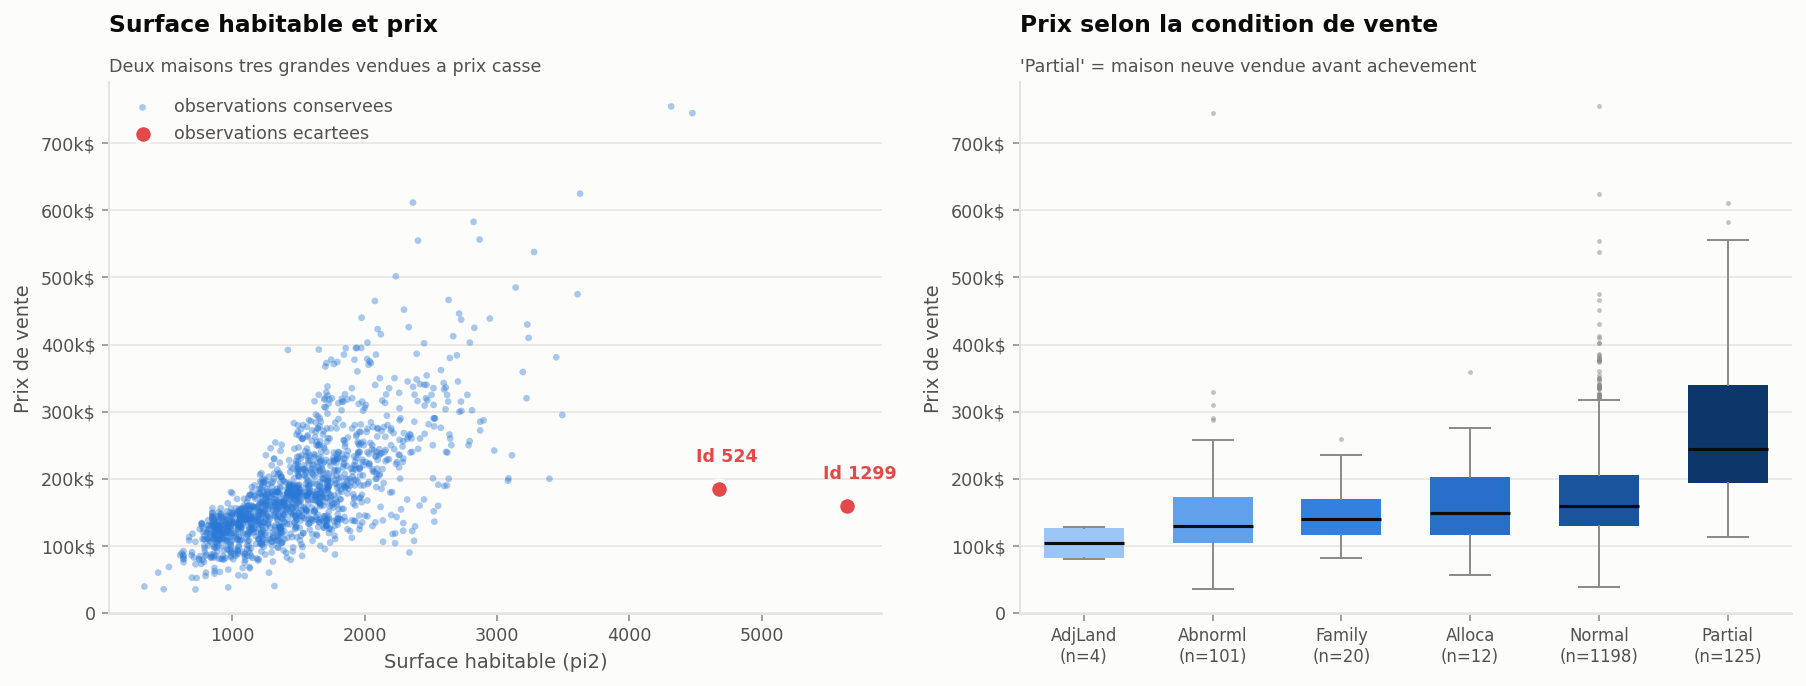 Surface habitable et prix
Deux maisons tres grandes vendues a prix casse
observations conservees
observations ecartees
700k$
600k$
500k$
400k$
300k$
200k$
100k$
0
Prix de vente
Id 524
Id 1299
1000
2000
3000
4000
5000
Surface habitable (pi2)
Prix selon la condition de vente
'Partial' = maison neuve vendue avant achevement
700k$
600k$
500k$
400k$
300k$
200k$
100k$
0
Prix de vente
AdjLand
(n=4)
Abnorml
(n=101)
Family
(n=20)
Alloca
(n=12)
Normal
(n=1198)
Partial
(n=125)